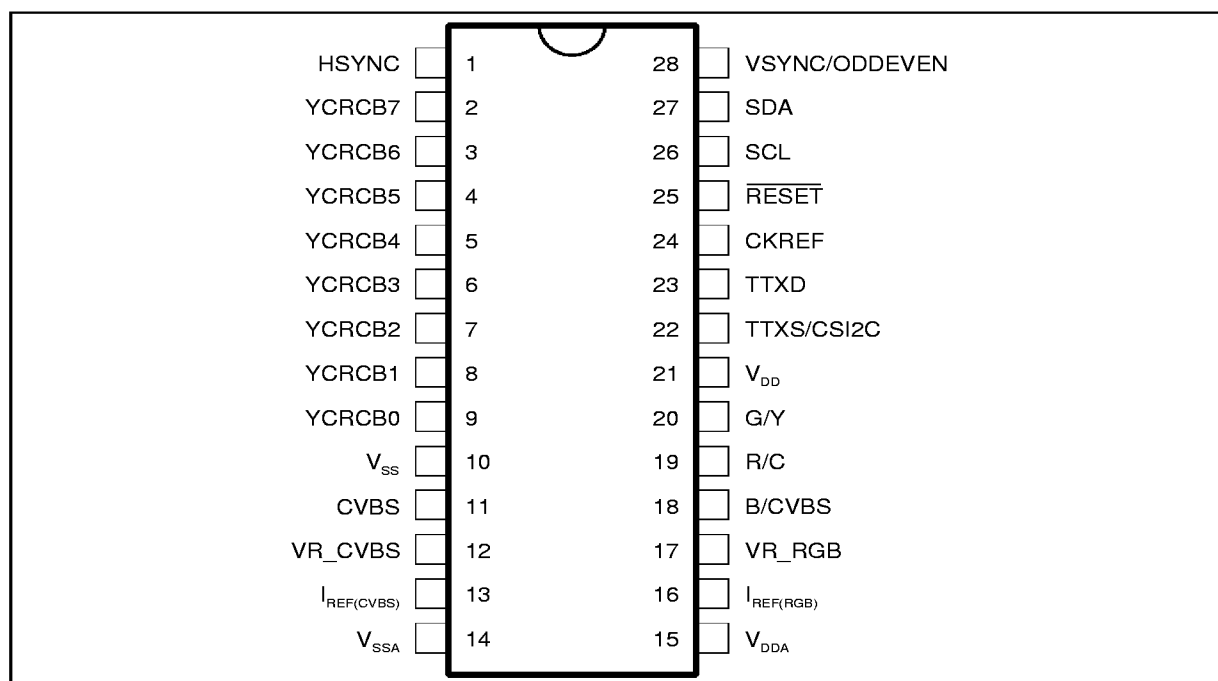 HSYNC 1 28 VSYNC/ODDEVEN
YCRCB7 2 27 SDA
YCRCB6 3 26 SCL
YCRCB5 4 25 RESET
YCRCB4 5 24 CKREF
YCRCB3 6 23 TTXD
YCRCB2 7 22 TTXS/CSI2C
YCRCB1 8 21 VDD
YCRCB0 9 20 G/Y
VSS 10 19 R/C
CVBS 11 18 B/CVBS
VR_CVBS 12 17 VR_RGB
IREF(CVBS) 13 16 IREF(RGB)
VSSA 14 15 VDDA